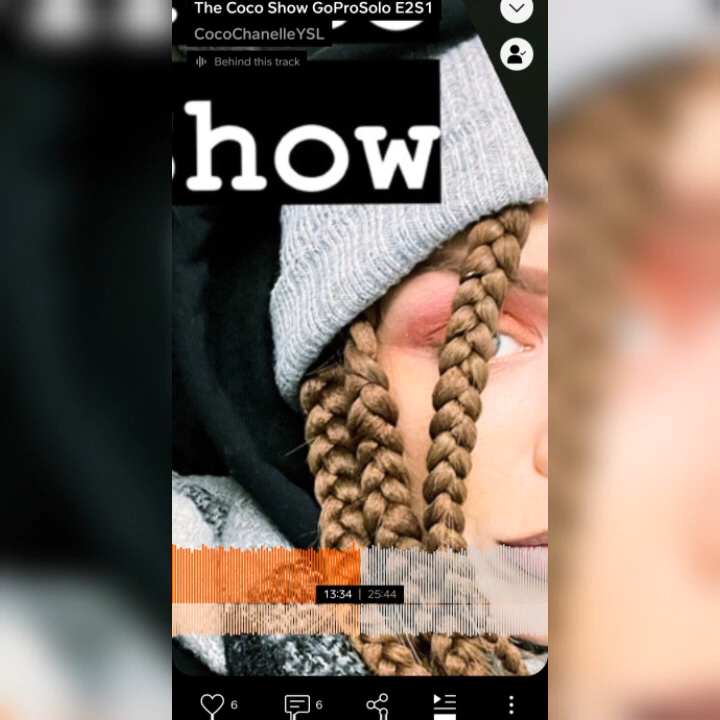 The Coco Show GoProSolo E2S1
CocoChanelleYSL
Behind this track
how
13:34 | 25:44
6
6